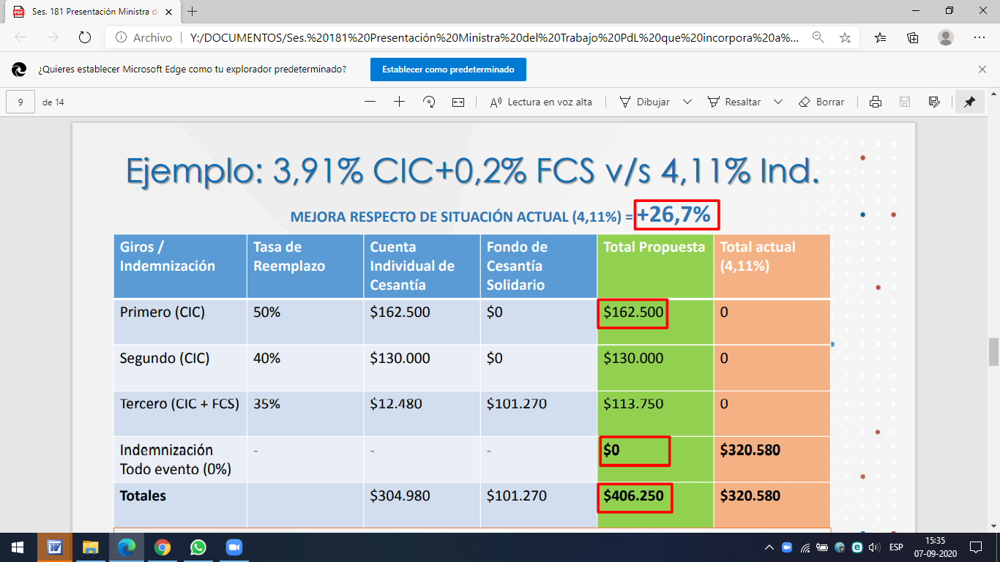 Ses. 181 Presentación Ministra d
Archivo
Y:/DOCUMENTOS/Ses.%20181%20Presentación%20Ministra%20del%20Trabajo%20PdL%20que%20incorpora%20a%...
¿Quieres establecer Microsoft Edge como tu explorador predeterminado?
Establecer como predeterminado
9 de 14
Lectura en voz alta
Dibujar
Resaltar
Borrar
Ejemplo: 3,91% CIC+0,2% FCS v/s 4,11% Ind.
MEJORA RESPECTO DE SITUACIÓN ACTUAL (4,11%) = +26,7%
Giros / Indemnización
Tasa de Reemplazo
Cuenta Individual de Cesantía
Fondo de Cesantía Solidario
Total Propuesta
Total actual (4,11%)
Primero (CIC) 50% $162.500 $0 $162.500 0
Segundo (CIC) 40% $130.000 $0 $130.000 0
Tercero (CIC + FCS) 35% $12.480 $101.270 $113.750 0
Indemnización Todo evento (0%) - - - $0 $320.580
Totales $304.980 $101.270 $406.250 $320.580
ESP
15:35
07-09-2020